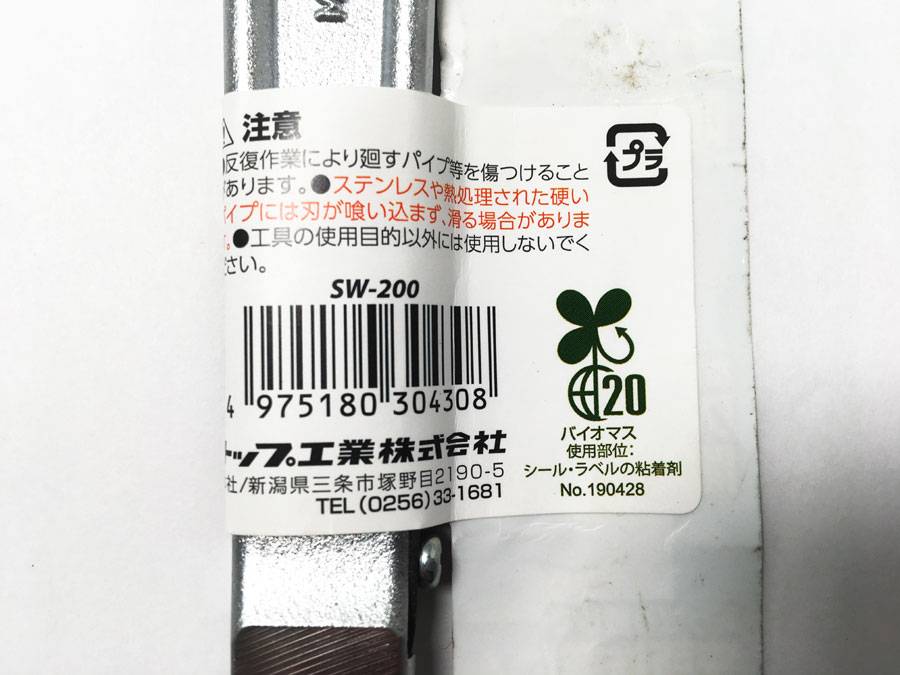 M
注意
反復作業により廻すパイプ等を傷つけること
があります。●ステンレスや熱処理された硬い
パイプには刃が喰い込まず、滑る場合がありま
す。●工具の使用目的以外には使用しないでく
ださい。
プラ
SW-200
4 975180 304308
トップ工業株式会社
社/新潟県三条市塚野目2190-5
TEL(0256)33-1681
20
バイオマス
使用部位:
シール・ラベルの粘着剤
No.190428